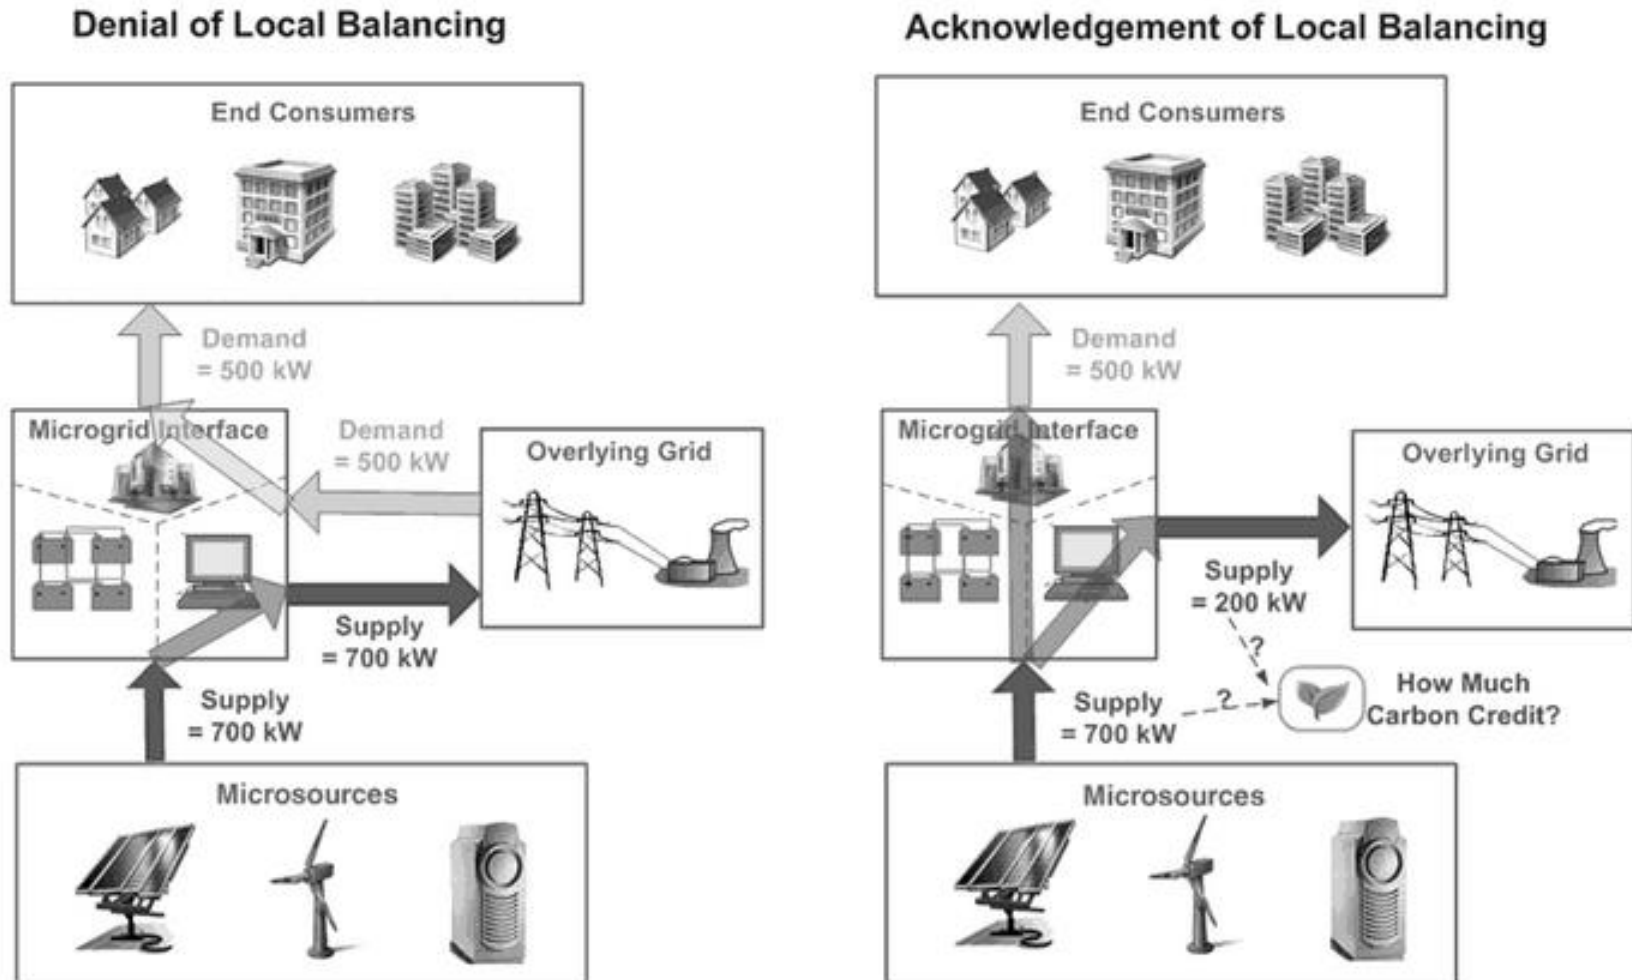 Denial of Local Balancing
End Consumers
Demand
= 500 kW
Microgrid Interface
Demand
= 500 kW
Overlying Grid
Supply
= 700 kW
Supply
= 700 kW
Microsources
Acknowledgement of Local Balancing
End Consumers
Demand
= 500 kW
Microgrid Interface
Overlying Grid
Supply
= 200 kW
?
How Much
Carbon Credit?
?
Supply
= 700 kW
Microsources